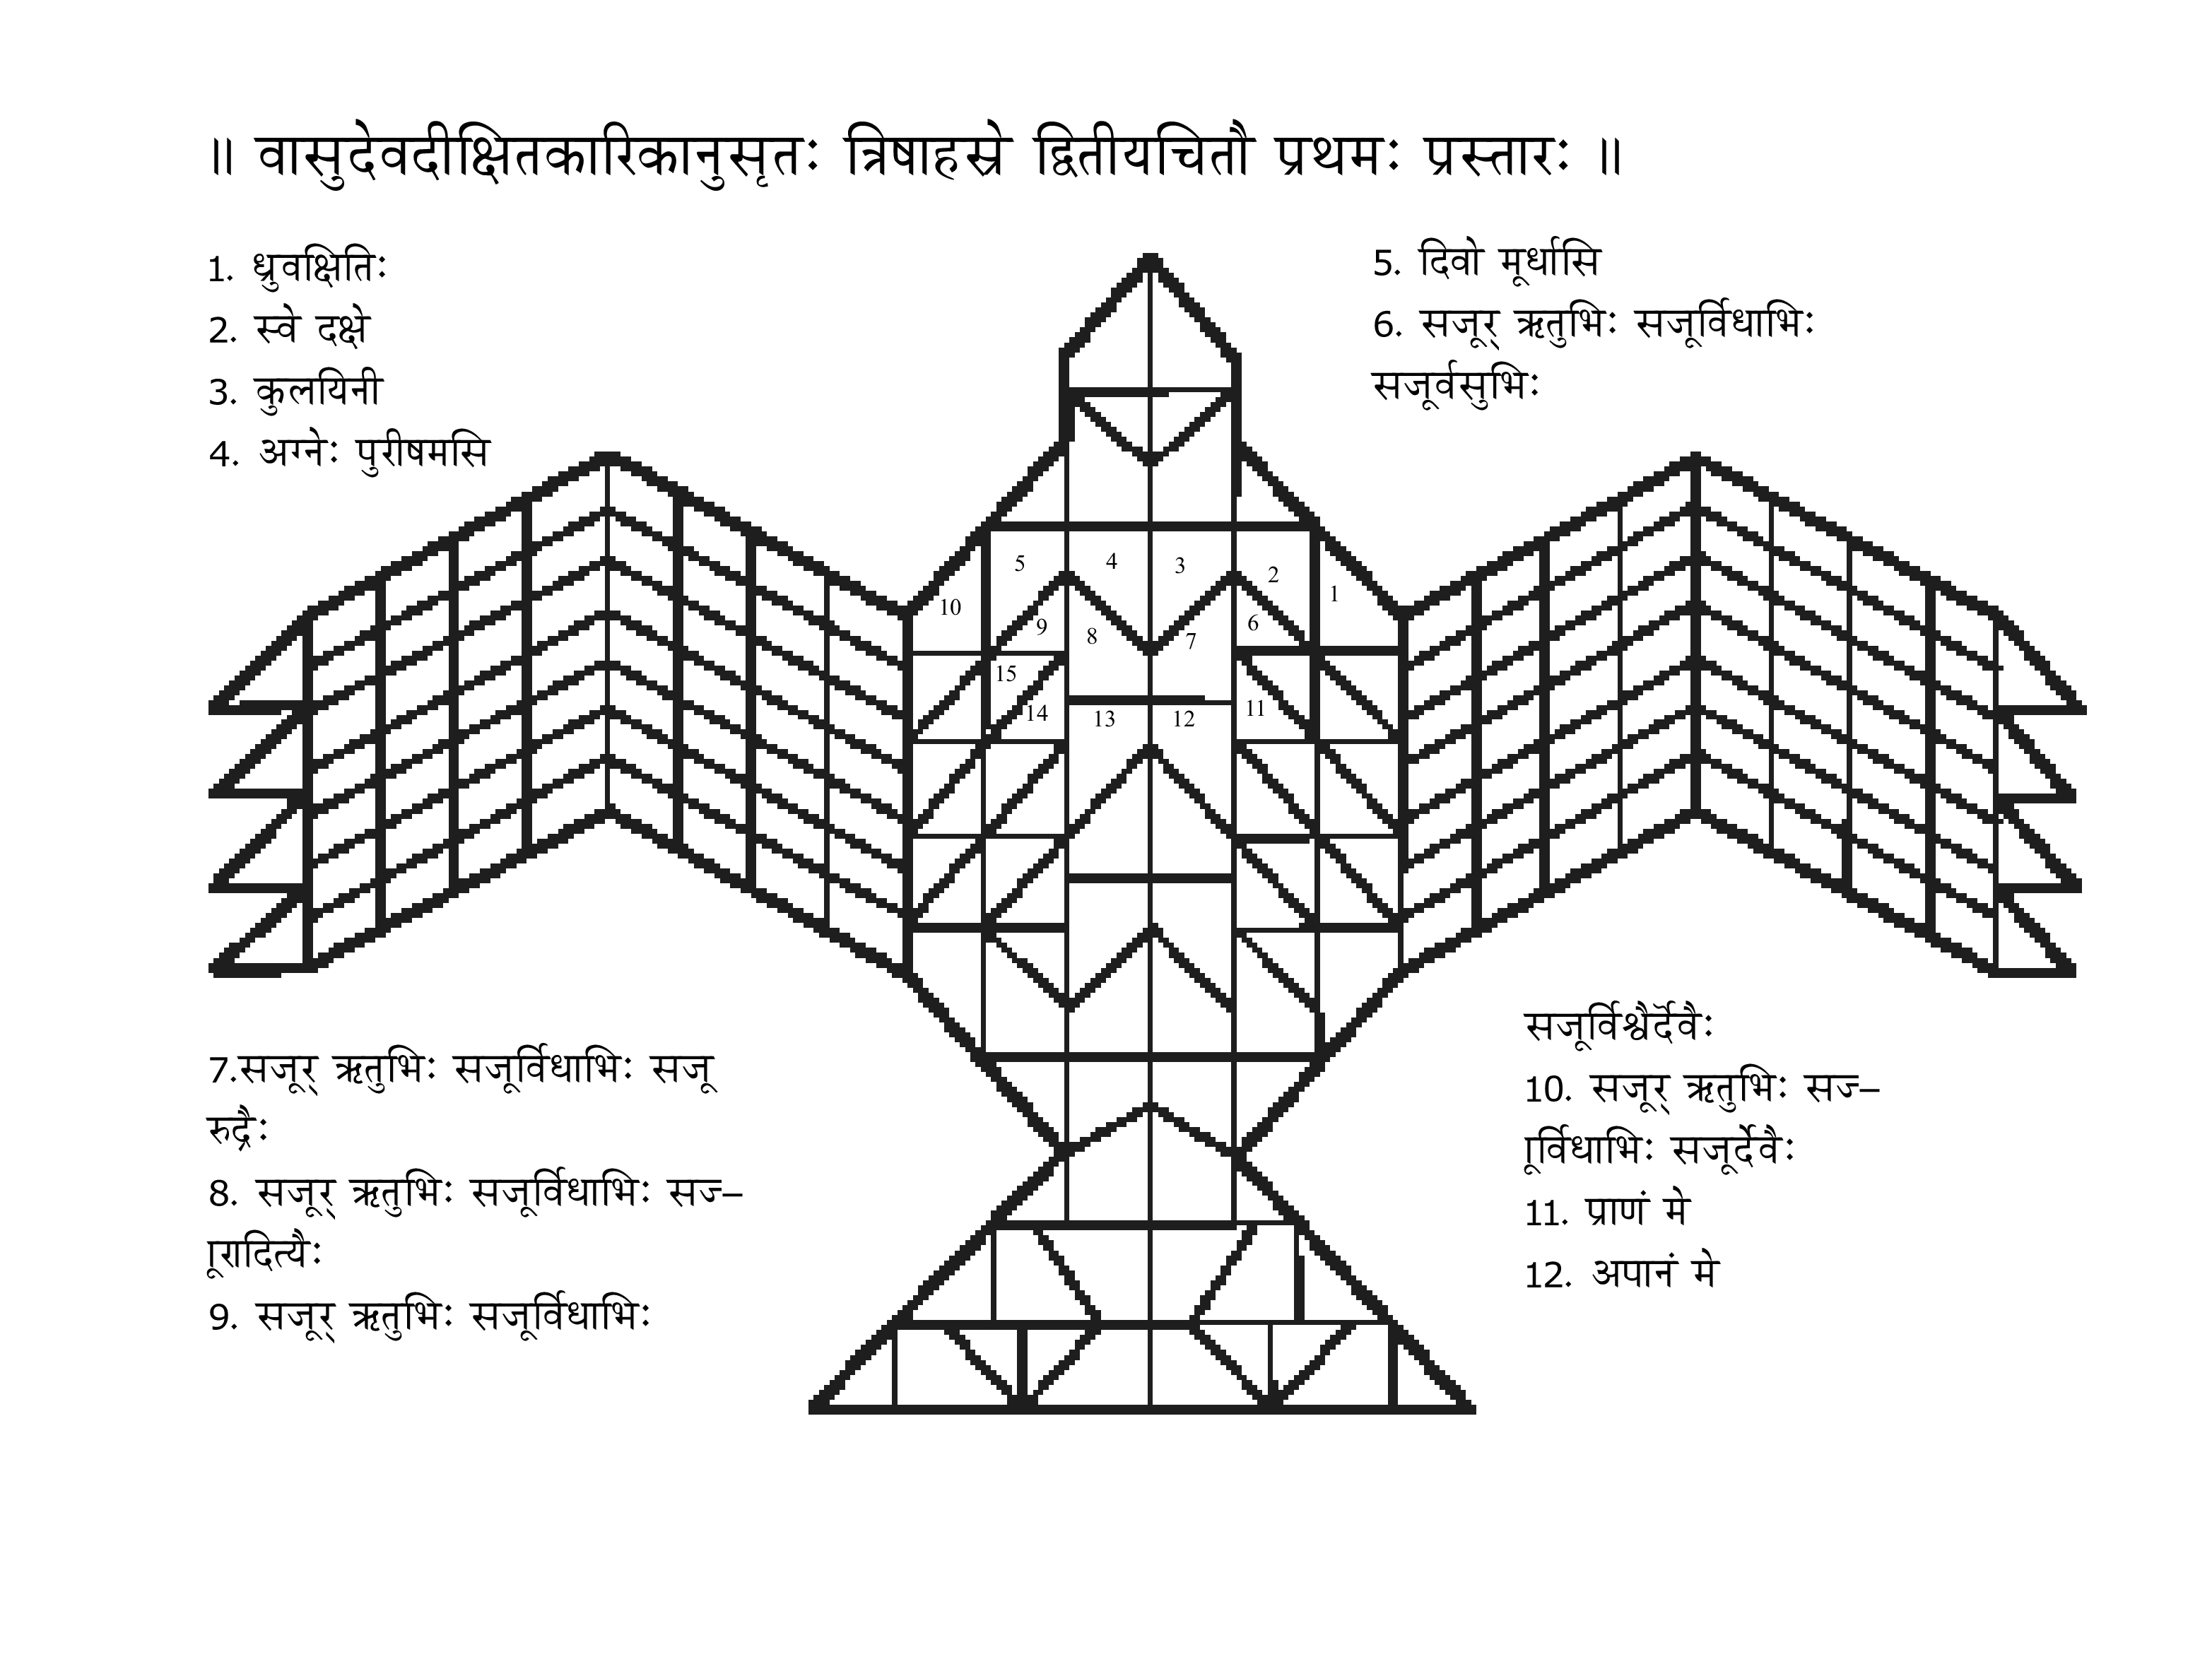 ॥ वासुदेवदीक्षितकारिकानुसृतः त्रिषाहस्रे द्वितीयचितौ प्रथमः प्रस्तारः ॥
1. ध्रुवक्षितिः
2. स्वे दक्षे
3. कुलयिनी
4. अग्नेः पुरीषमसि
5. दिवो मूर्धासि
6. सजूर् ऋतुभिः सजूर्विधाभिः
सजूर्वसुभिः
5 4 3 2 1
10 9 8 7 6
15
14 13 12 11
7.सजूर् ऋतुभिः सजूर्विधाभिः सजू
रुद्रैः
8. सजूर् ऋतुभिः सजूर्विधाभिः सज–
ूरादित्यैः
9. सजूर् ऋतुभिः सजूर्विधाभिः
सजूर्विश्वैर्देवैः
10. सजूर् ऋतुभिः सज–
ूर्विधाभिः सजूर्देवैः
11. प्राणं मे
12. अपानं मे